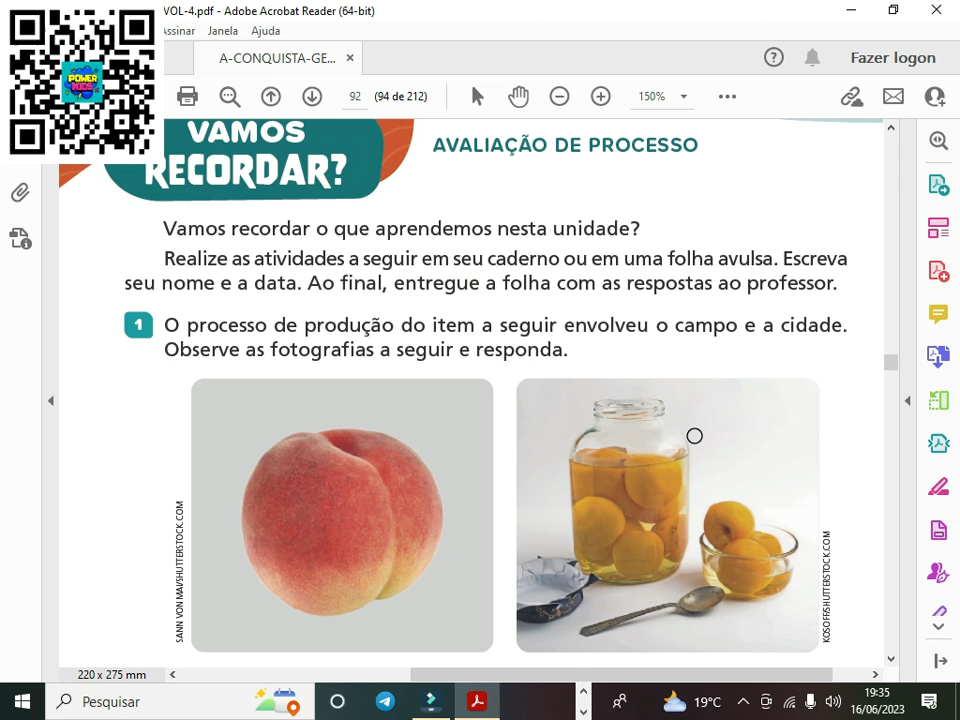 VOL-4.pdf - Adobe Acrobat Reader (64-bit)
Assinar Janela Ajuda
A-CONQUISTA-GE... ×
Fazer logon
92 (94 de 212) 150%
POWER
KIDS
VAMOS
RECORDAR?
AVALIAÇÃO DE PROCESSO
Vamos recordar o que aprendemos nesta unidade?
Realize as atividades a seguir em seu caderno ou em uma folha avulsa. Escreva
seu nome e a data. Ao final, entregue a folha com as respostas ao professor.
1 O processo de produção do item a seguir envolveu o campo e a cidade.
Observe as fotografias a seguir e responda.
SANN VON MAI/SHUTTERSTOCK.COM
KOSOFF/SHUTTERSTOCK.COM
220 x 275 mm
Pesquisar
19°C
19:35
16/06/2023